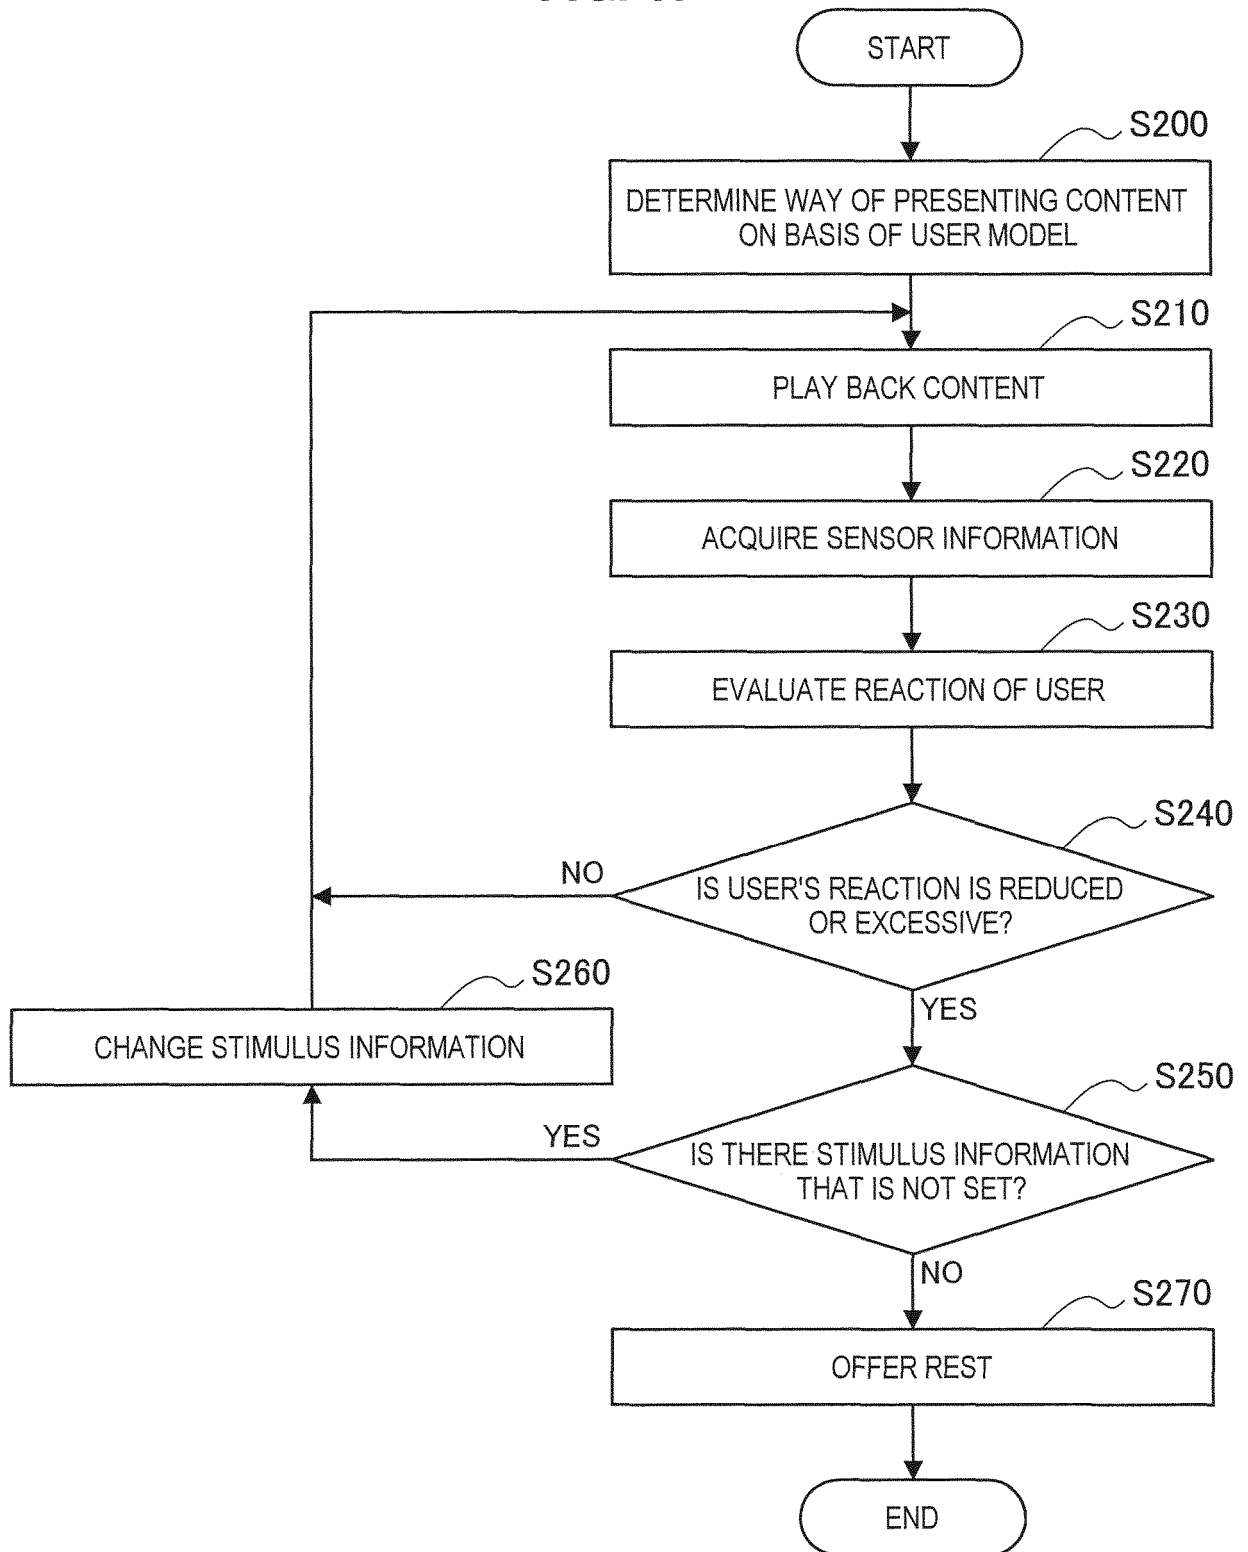 START
S200
DETERMINE WAY OF PRESENTING CONTENT
ON BASIS OF USER MODEL
S210
PLAY BACK CONTENT
S220
ACQUIRE SENSOR INFORMATION
S230
EVALUATE REACTION OF USER
S240
NO
IS USER'S REACTION IS REDUCED
OR EXCESSIVE?
S260
YES
CHANGE STIMULUS INFORMATION
S250
YES
IS THERE STIMULUS INFORMATION
THAT IS NOT SET?
NO
S270
OFFER REST
END